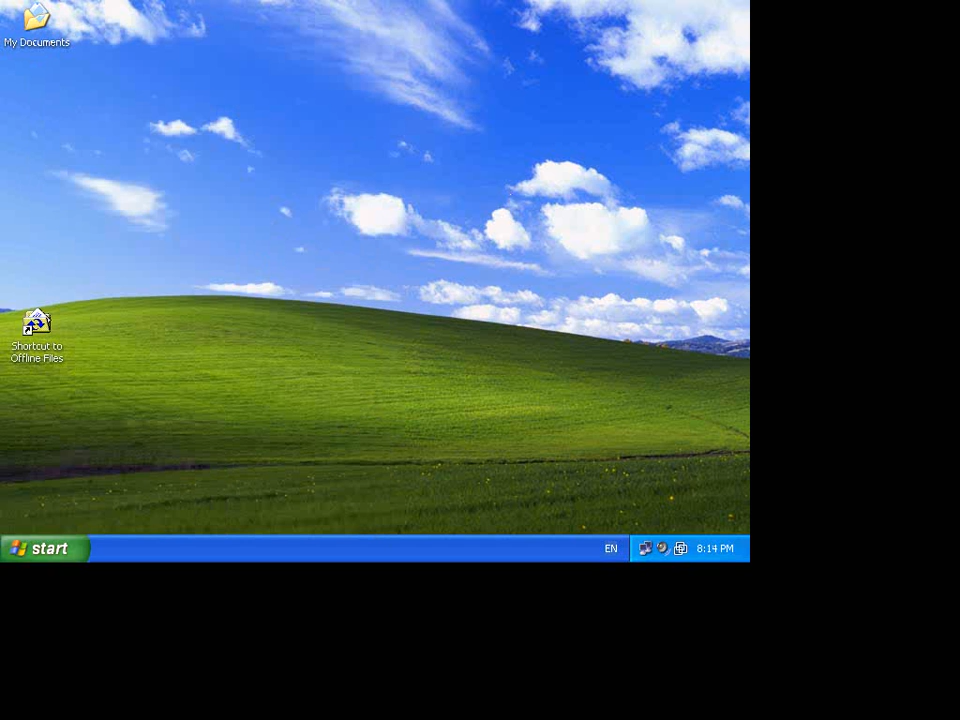 My Documents
Shortcut to
Offline Files
start
EN
8:14 PM